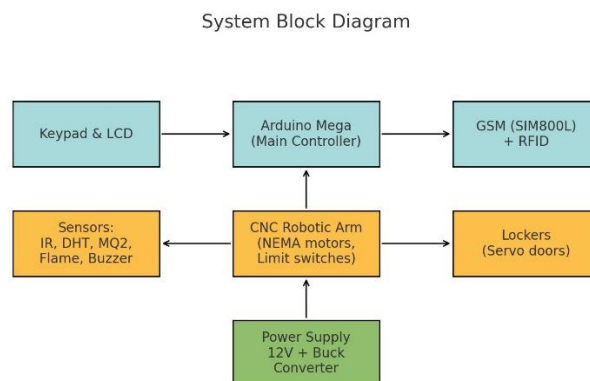 System Block Diagram
Keypad & LCD
Arduino Mega
(Main Controller)
GSM (SIM800L)
+ RFID
Sensors:
IR, DHT, MQ2,
Flame, Buzzer
CNC Robotic Arm
(NEMA motors,
Limit switches)
Lockers
(Servo doors)
Power Supply
12V + Buck
Converter